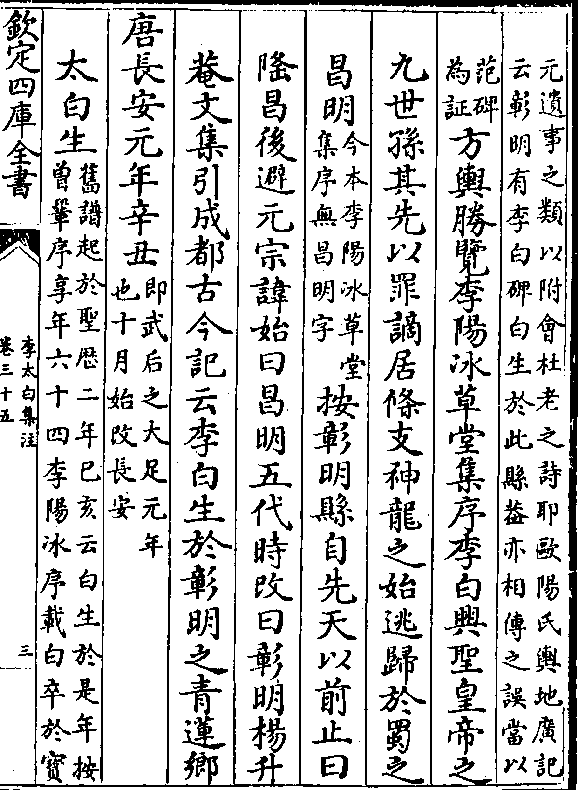 元遺事之類以附會杜老之詩耶歐陽氏輿地廣記
云彰明有李白碑白生於此縣葢亦相傳之誤當以
范碑
為証
方輿勝覽李陽冰草堂集序李白興聖皇帝之
九世孫其先以罪謫居條支神龍之始逃歸於蜀之
昌明
今本李陽冰草堂
集序無昌明字
按彰明縣自先天以前止曰
隆昌後避元宗諱始曰昌明五代時改曰彰明楊升
菴文集引成都古今記云李白生於彰明之青蓮鄉
唐長安元年辛丑
即武后之大足元年
也十月始改長安
太白生
舊譜起於聖歴二年已亥云白生於是年按
曾鞏序享年六十四李陽冰序載白卒於寳
欽定四庫全書
李太白集注
卷三十五
三